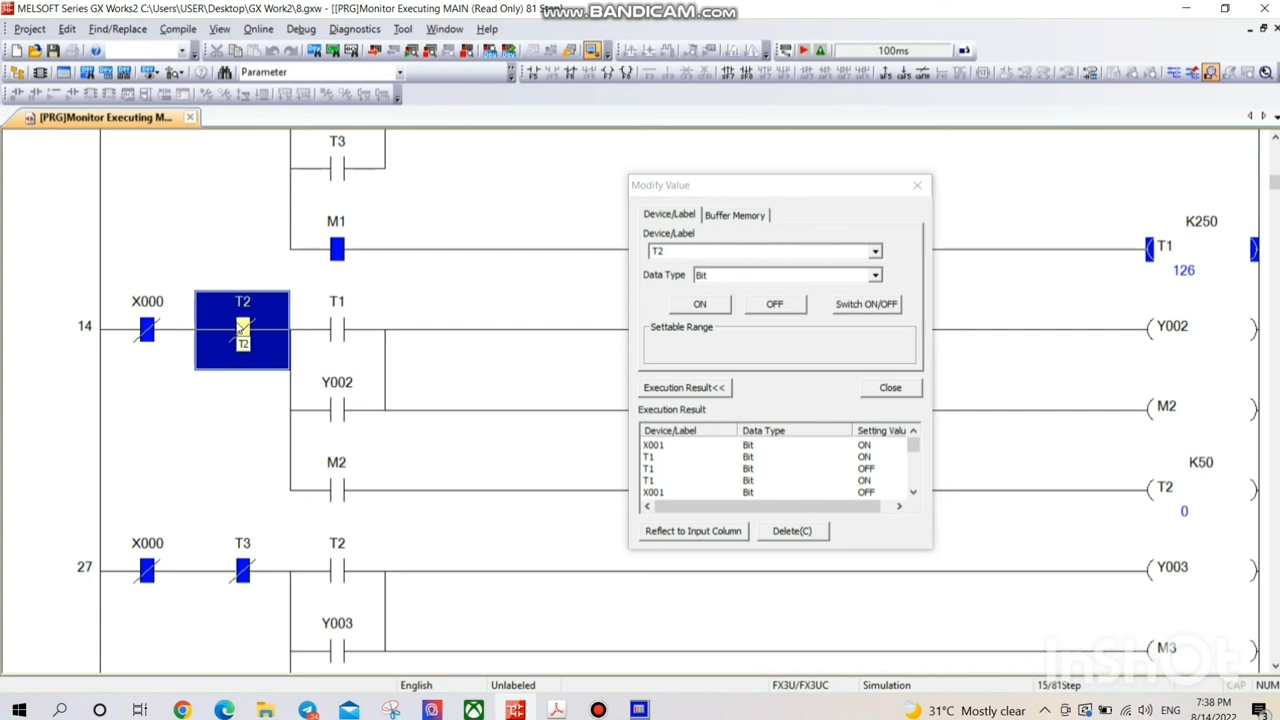 MELSOFT Series GX Works2 C:\Users\USER\Desktop\GX Work2\8.gxw - [[PRG]Monitor Executing MAIN (Read Only) 81 Step]
www.BANDICAM.com
Project Edit Find/Replace Compile View Online Debug Diagnostics Tool Window Help
100ms
Parameter
[PRG]Monitor Executing M...
T3
M1
K250
T1
126
X000 T2 T1
14
Y002
T2
Y002
M2
M2
K50
T2
0
X000 T3 T2
27
Y003
Y003
M3
Modify Value
Device/Label Buffer Memory
Device/Label
T2
Data Type Bit
ON OFF Switch ON/OFF
Settable Range
Execution Result<< Close
Execution Result
Device/Label Data Type Setting Valu
X001 Bit ON
T1 Bit ON
T1 Bit OFF
T1 Bit ON
X001 Bit OFF
Reflect to Input Column Delete(C)
InShot
English Unlabeled FX3U/FX3UC Simulation 15/81Step CAP NUM
31°C Mostly clear
7:38 PM
8/14/2022